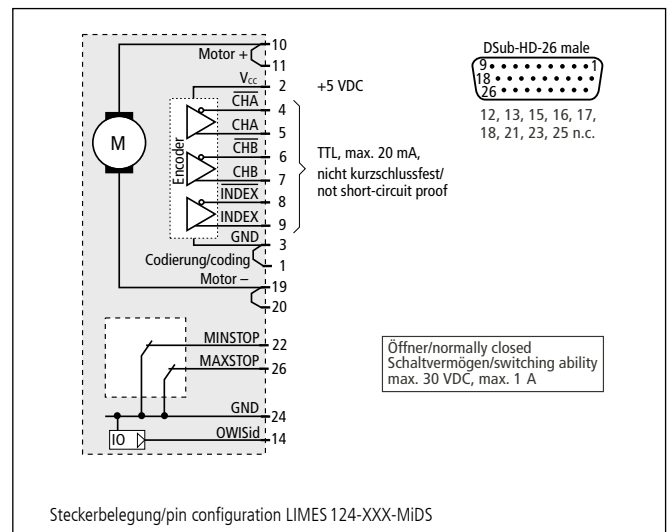 10
Motor +
11
Vcc 2 +5 VDC
CHA 4
CHA 5
CHB 6
CHB 7
INDEX 8
INDEX 9
GND 3
Codierung/coding 1
Motor – 19
20
MINSTOP 22
MAXSTOP 26
GND 24
OWISid 14
M
Encoder
IO
TTL, max. 20 mA,
nicht kurzschlussfest/
not short-circuit proof
DSub-HD-26 male
9 1
18
26
12, 13, 15, 16, 17,
18, 21, 23, 25 n.c.
Öffner/normally closed
Schaltvermögen/switching ability
max. 30 VDC, max. 1 A
Steckerbelegung/pin configuration LIMES 124-XXX-MiDS